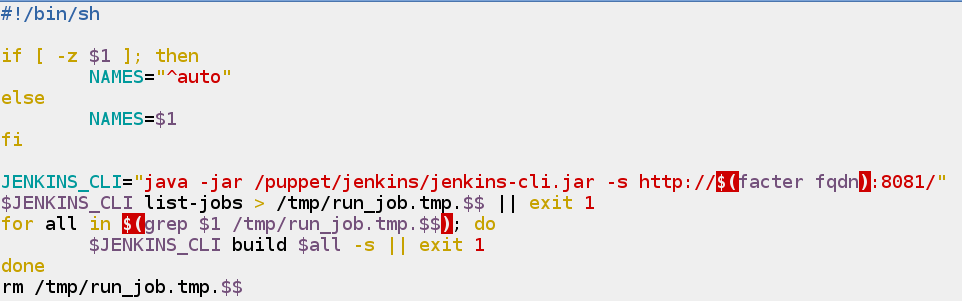 #!/bin/sh

if [ -z $1 ]; then
        NAMES="^auto"
else
        NAMES=$1
fi

JENKINS_CLI="java -jar /puppet/jenkins/jenkins-cli.jar -s http://$(facter fqdn):8081/"
$JENKINS_CLI list-jobs > /tmp/run_job.tmp.$$ || exit 1
for all in $(grep $1 /tmp/run_job.tmp.$$); do
        $JENKINS_CLI build $all -s || exit 1
done
rm /tmp/run_job.tmp.$$